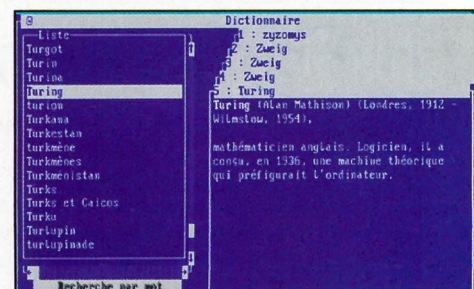 Dictionnaire
Liste
Turgot
Turin
Turina
Turing
turion
Turkana
Turkestan
turkmène
Turkmènes
Turkménistan
Turks
Turks et Caicos
Turku
Turlupin
turlupinade
Recherche par mot
1 : zyzomys
2 : Zweig
3 : Zweig
4 : Zweig
5 : Turing
Turing (Alan Mathison) (Londres, 1912 -
Wilmslow, 1954),
mathématicien anglais. Logicien, il a
conçu, en 1936, une machine théorique
qui préfigurait l'ordinateur.